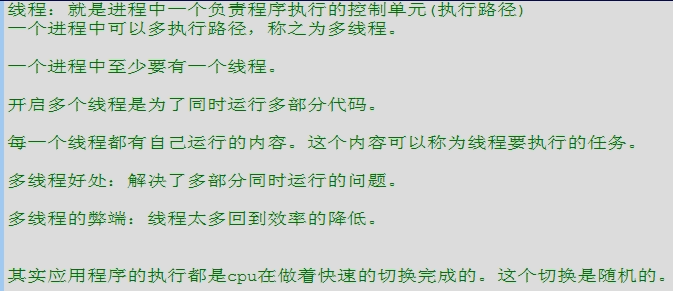 线程：就是进程中一个负责程序执行的控制单元(执行路径)
一个进程中可以多执行路径，称之为多线程。
一个进程中至少要有一个线程。
开启多个线程是为了同时运行多部分代码。
每一个线程都有自己运行的内容。这个内容可以称为线程要执行的任务。
多线程好处：解决了多部分同时运行的问题。
多线程的弊端：线程太多回到效率的降低。
其实应用程序的执行都是cpu在做着快速的切换完成的。这个切换是随机的。